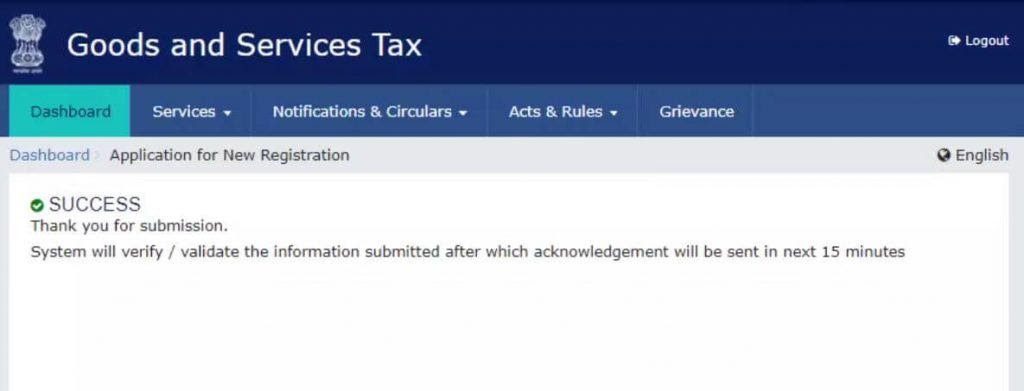 Goods and Services Tax
Logout
Dashboard Services Notifications & Circulars Acts & Rules Grievance
Dashboard › Application for New Registration
English
SUCCESS
Thank you for submission.
System will verify / validate the information submitted after which acknowledgement will be sent in next 15 minutes